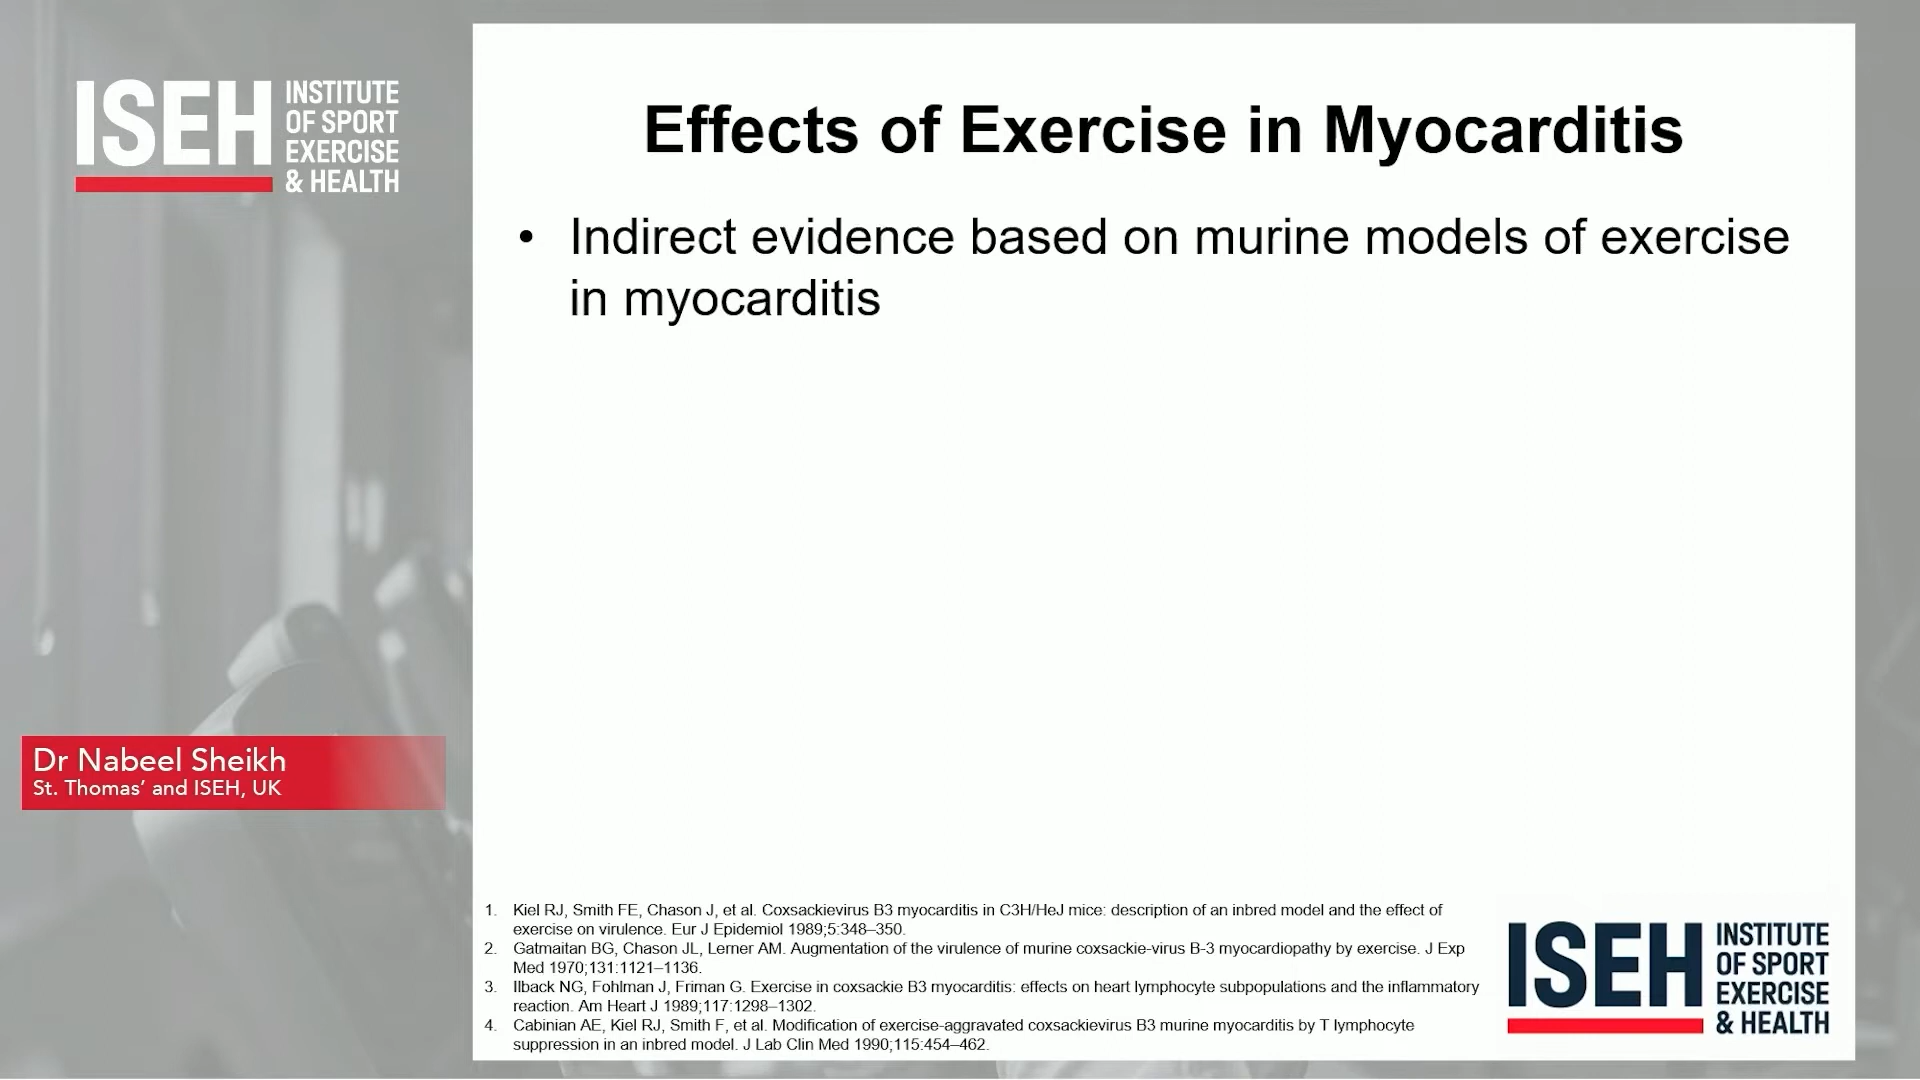 ISEH
INSTITUTE
OF SPORT
EXERCISE
& HEALTH
Effects of Exercise in Myocarditis
• Indirect evidence based on murine models of exercise
in myocarditis
Dr Nabeel Sheikh
St. Thomas’ and ISEH, UK
1. Kiel RJ, Smith FE, Chason J, et al. Coxsackievirus B3 myocarditis in C3H/HeJ mice: description of an inbred model and the effect of
exercise on virulence. Eur J Epidemiol 1989;5:348–350.
2. Gatmaitan BG, Chason JL, Lerner AM. Augmentation of the virulence of murine coxsackie-virus B-3 myocardiopathy by exercise. J Exp
Med 1970;131:1121–1136.
3. Ilback NG, Fohlman J, Friman G. Exercise in coxsackie B3 myocarditis: effects on heart lymphocyte subpopulations and the inflammatory
reaction. Am Heart J 1989;117:1298–1302.
4. Cabinian AE, Kiel RJ, Smith F, et al. Modification of exercise-aggravated coxsackievirus B3 murine myocarditis by T lymphocyte
suppression in an inbred model. J Lab Clin Med 1990;115:454–462.
ISEH
INSTITUTE
OF SPORT
EXERCISE
& HEALTH